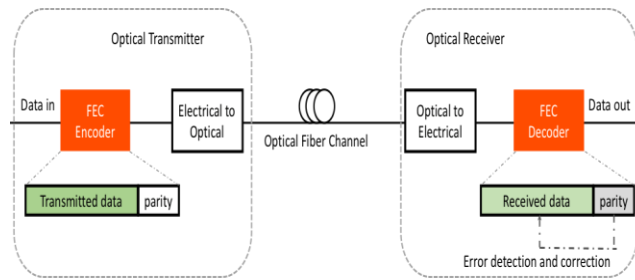 Optical Transmitter
Optical Receiver
Data in
FEC
Encoder
Electrical to
Optical
Optical Fiber Channel
Optical to
Electrical
FEC
Decoder
Data out
Transmitted data
parity
Received data
parity
Error detection and correction